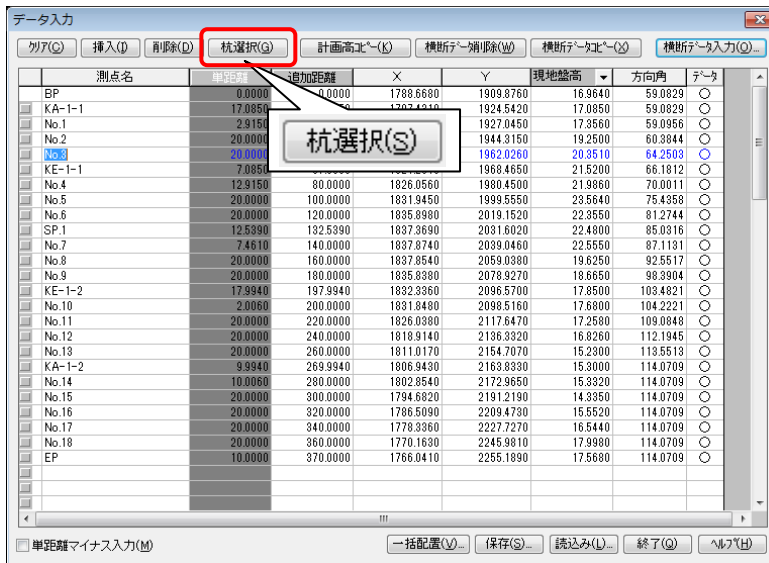 データ入力
クリア(C) 挿入(I) 削除(D) 杭選択(G) 計画高コピー(K) 横断データ削除(W) 横断データコピー(X) 横断データ入力(O)...
測点名 単距離 追加距離 X Y 現地盤高 方向角 データ
BP 0.0000 0.0000 1788.6680 1909.8760 16.9640 59.0829 ○
KA-1-1 17.0850 1924.5420 17.0850 59.0829 ○
No.1 2.9150 1927.0450 17.3560 59.0956 ○
No.2 20.0000 1944.3150 19.2500 60.3844 ○
No.3 20.0000 1962.0260 20.3510 64.2503 ○
KE-1-1 7.0850 1968.4650 21.5200 66.1812 ○
No.4 12.9150 80.0000 1826.0560 1980.4500 21.9860 70.0011 ○
No.5 20.0000 100.0000 1831.9450 1999.5550 23.5640 75.4358 ○
No.6 20.0000 120.0000 1835.8980 2019.1520 22.3550 81.2744 ○
SP.1 12.5390 132.5390 1837.3690 2031.6020 22.4800 85.0316 ○
No.7 7.4610 140.0000 1837.8740 2039.0460 22.5550 87.1131 ○
No.8 20.0000 160.0000 1837.8540 2059.0380 19.6250 92.5517 ○
No.9 20.0000 180.0000 1835.8380 2078.9270 18.6650 98.3904 ○
KE-1-2 17.9940 197.9940 1832.3360 2096.5700 17.8500 103.4821 ○
No.10 2.0060 200.0000 1831.8480 2098.5160 17.6800 104.2221 ○
No.11 20.0000 220.0000 1826.0380 2117.6470 17.2580 109.0848 ○
No.12 20.0000 240.0000 1818.9140 2136.3320 16.8260 112.1945 ○
No.13 20.0000 260.0000 1811.0170 2154.7070 15.2300 113.5513 ○
KA-1-2 9.9940 269.9940 1806.9430 2163.8330 15.3000 114.0709 ○
No.14 10.0060 280.0000 1802.8540 2172.9650 15.3320 114.0709 ○
No.15 20.0000 300.0000 1794.6820 2191.2190 14.3350 114.0709 ○
No.16 20.0000 320.0000 1786.5090 2209.4730 15.5520 114.0709 ○
No.17 20.0000 340.0000 1778.3360 2227.7270 16.5440 114.0709 ○
No.18 20.0000 360.0000 1770.1630 2245.9810 17.9980 114.0709 ○
EP 10.0000 370.0000 1766.0410 2255.1890 17.5680 114.0709 ○
杭選択(S)
単距離マイナス入力(M) 一括配置(V)... 保存(S)... 読込み(L)... 終了(Q) ヘルプ(H)